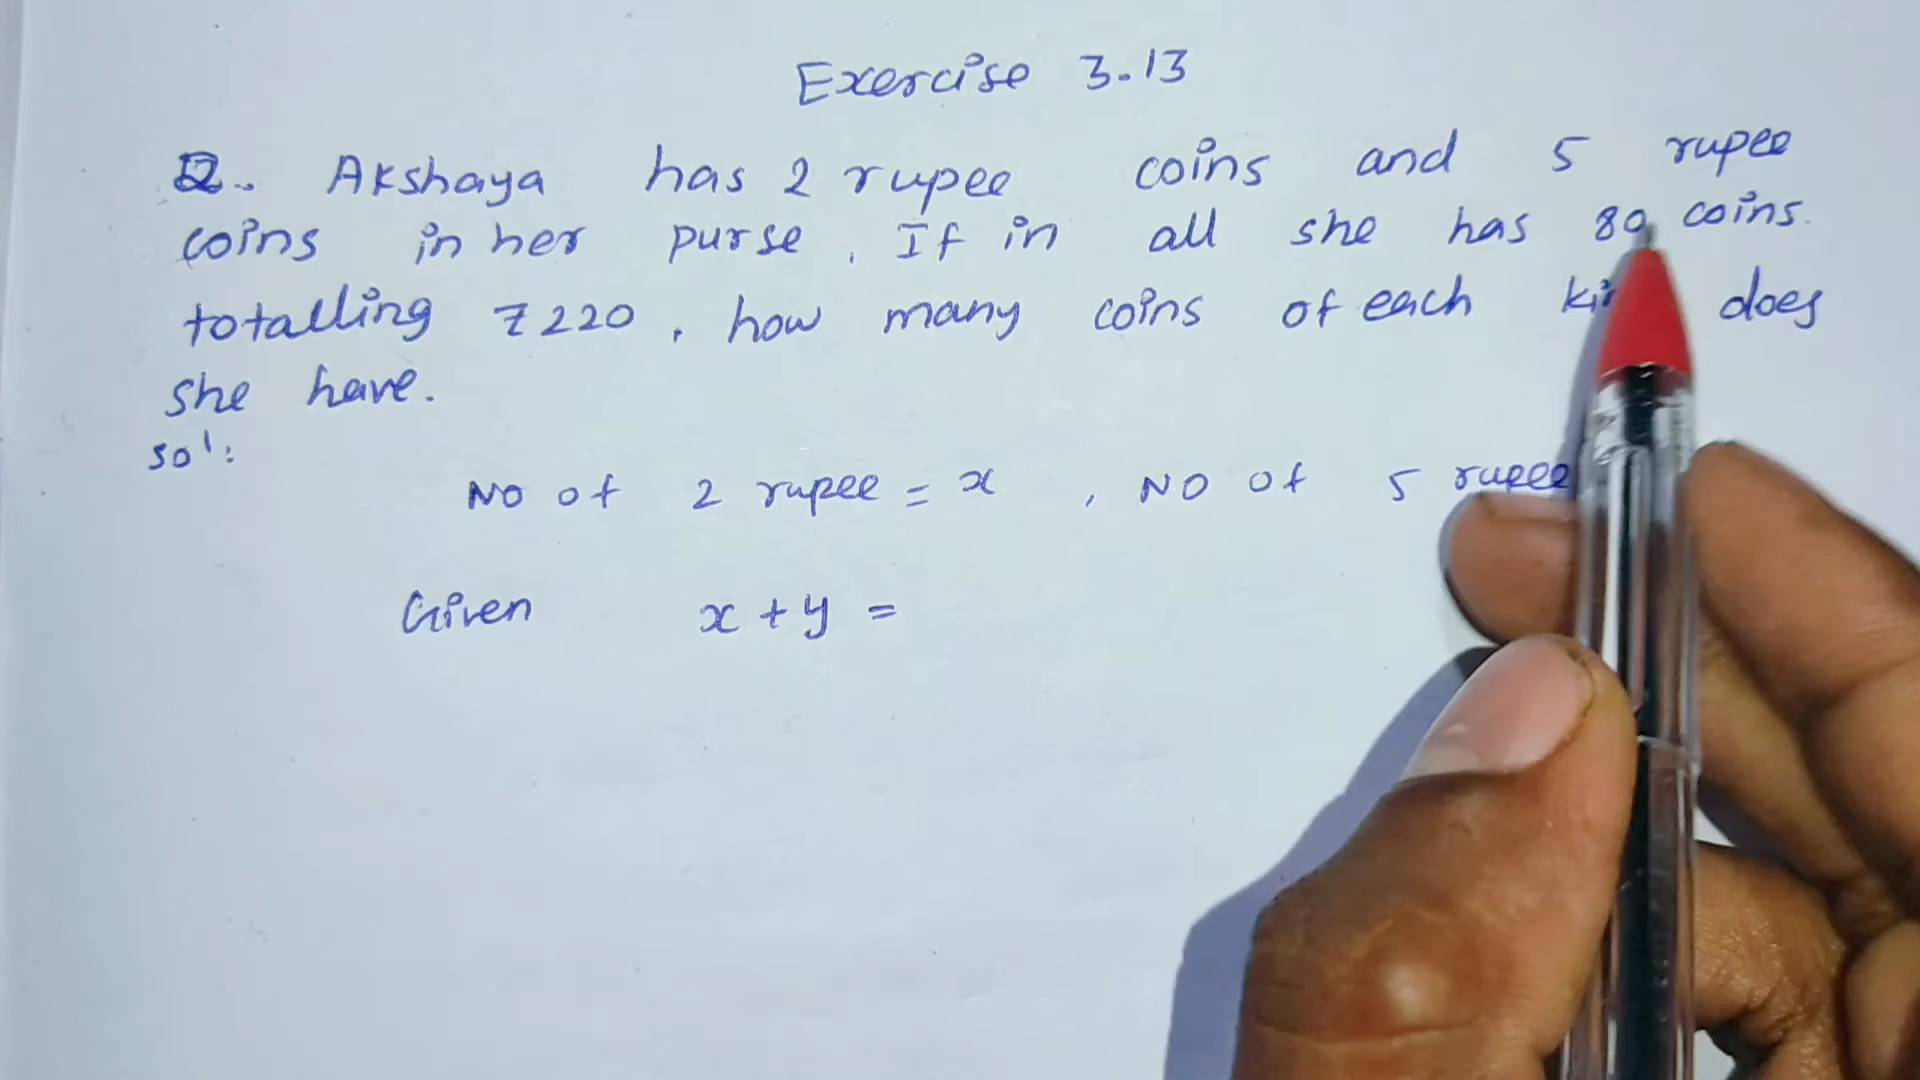 Exercise 3.13
Q. Akshaya has 2 rupee coins and 5 rupee
coins in her purse. If in all she has 80 coins.
totalling ₹220, how many coins of each does
she have.
sol:
No of 2 rupee = x , No of 5 rupee
Given x + y =